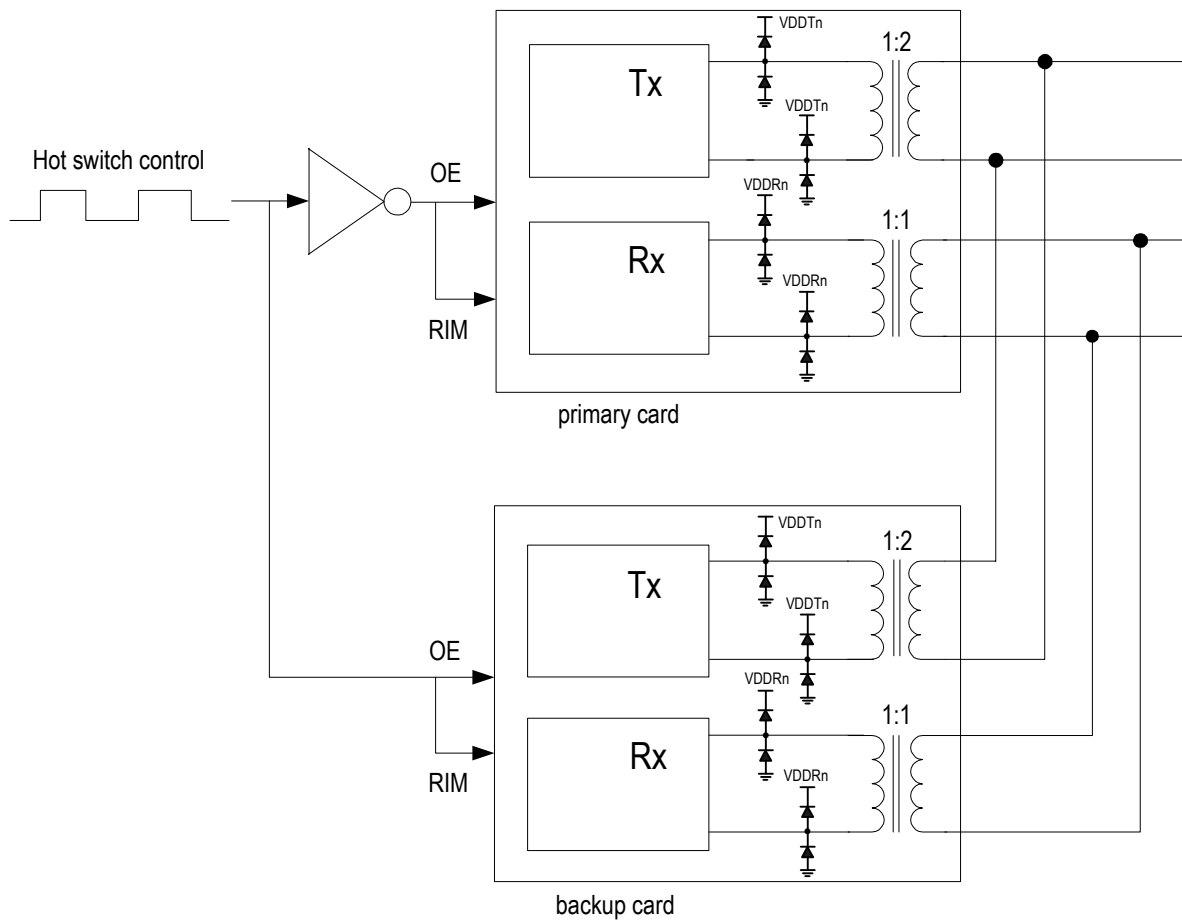 VDDTn
1:2
Tx
VDDTn
Hot switch control
OE
VDDRn
1:1
Rx
VDDRn
RIM
primary card
VDDTn
1:2
Tx
VDDTn
OE
VDDRn
1:1
Rx
VDDRn
RIM
backup card